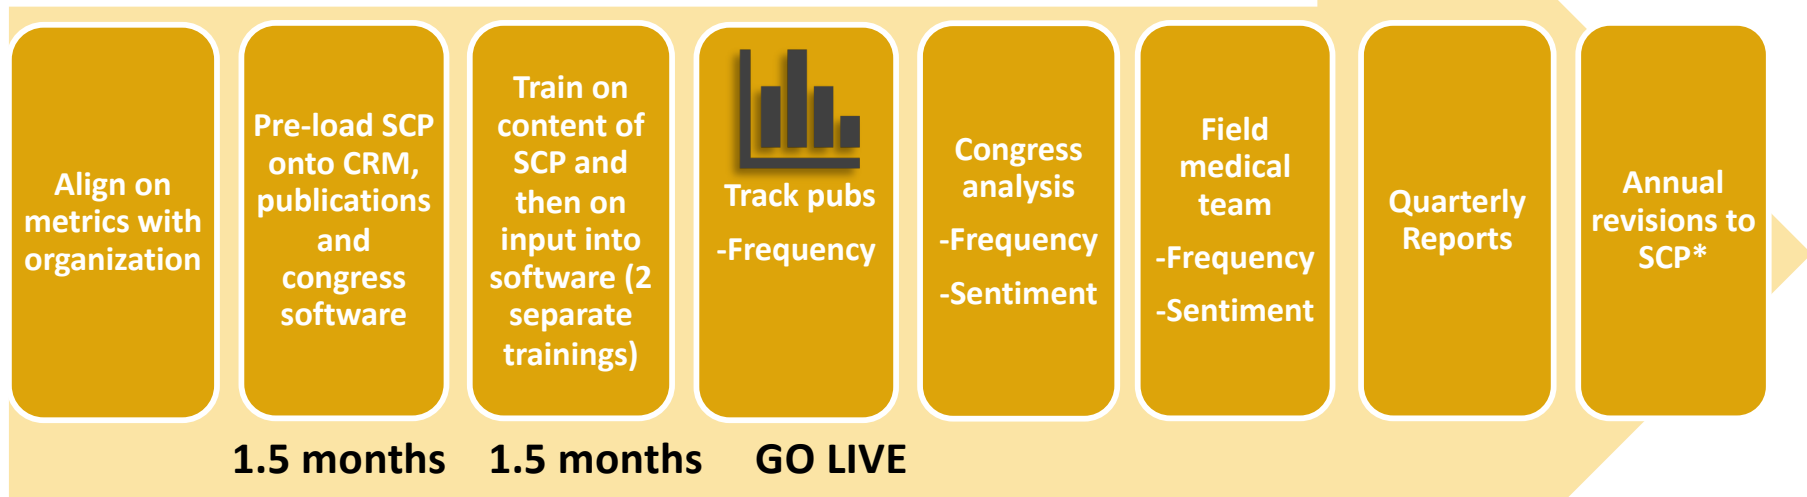 Align on
metrics with
organization
Pre-load SCP
onto CRM,
publications
and
congress
software
Train on
content of
SCP and
then on
input into
software (2
separate
trainings)
Track pubs
-Frequency
Congress
analysis
-Frequency
-Sentiment
Field
medical
team
-Frequency
-Sentiment
Quarterly
Reports
Annual
revisions to
SCP*
1.5 months
1.5 months
GO LIVE